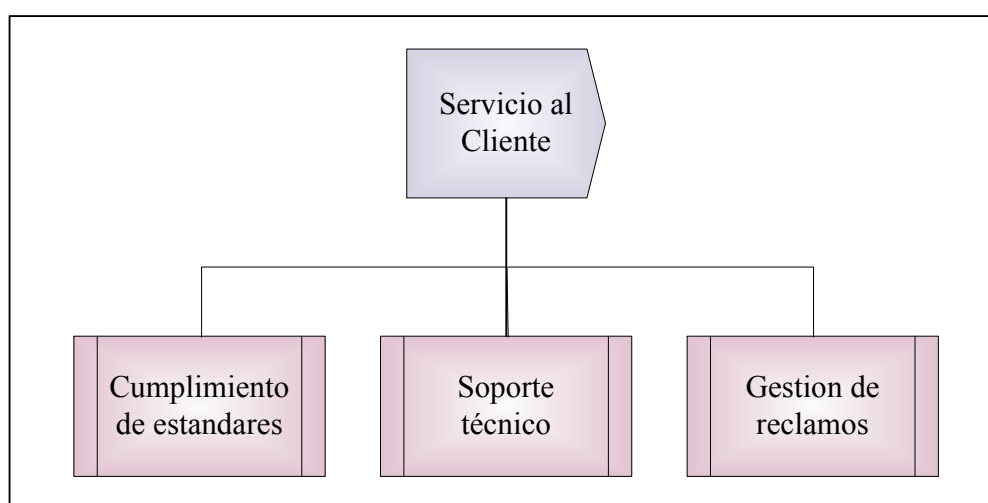 Servicio al
Cliente
Cumplimiento
de estandares
Soporte
técnico
Gestion de
reclamos